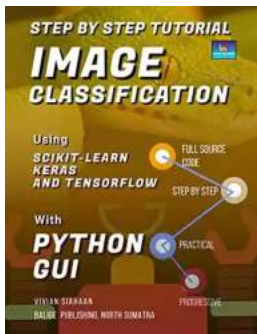 STEP BY STEP TUTORIAL
IMAGE
CLASSIFICATION
Using
SCIKIT-LEARN
KERAS
AND TENSORFLOW
FULL SOURCE
CODE
STEP BY STEP
With
PYTHON
GUI
PRACTICAL
PROGRESSIVE
VIVIAN SIAHAAN
BALIGE PUBLISHING, NORTH SUMATRA